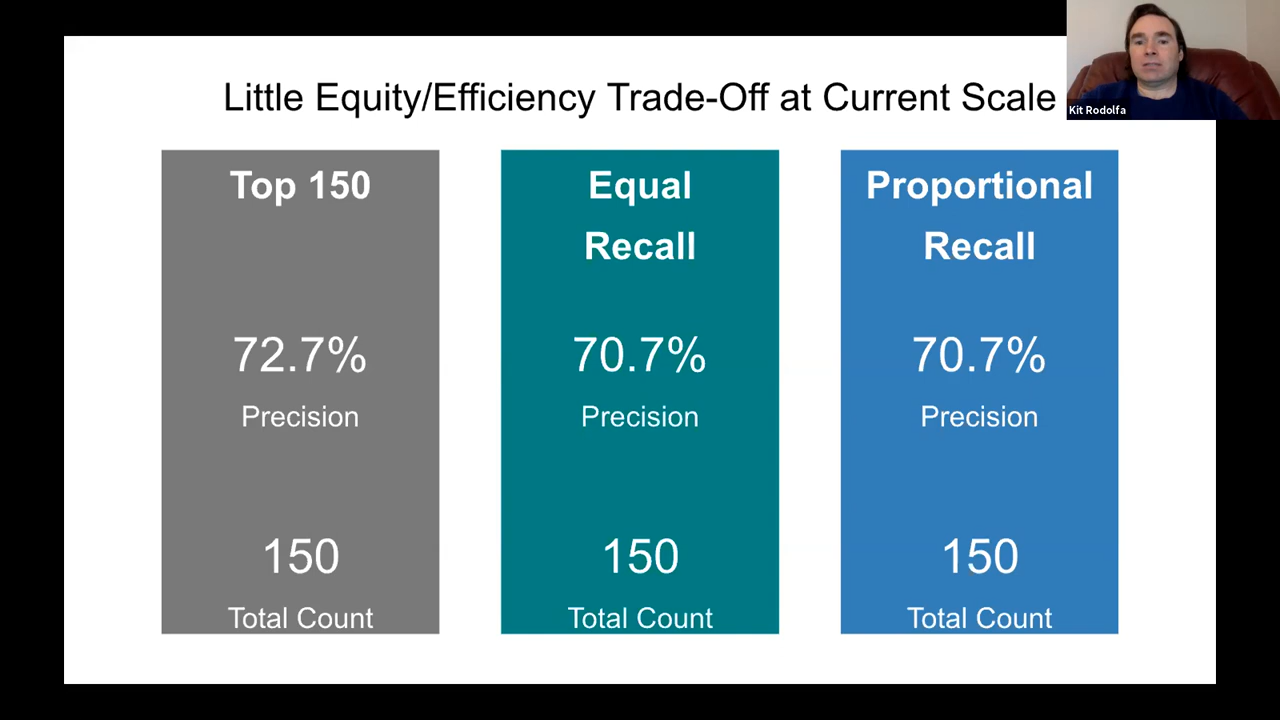 Little Equity/Efficiency Trade-Off at Current Scale
Kit Rodolfa
Top 150
72.7%
Precision
150
Total Count
Equal
Recall
70.7%
Precision
150
Total Count
Proportional
Recall
70.7%
Precision
150
Total Count